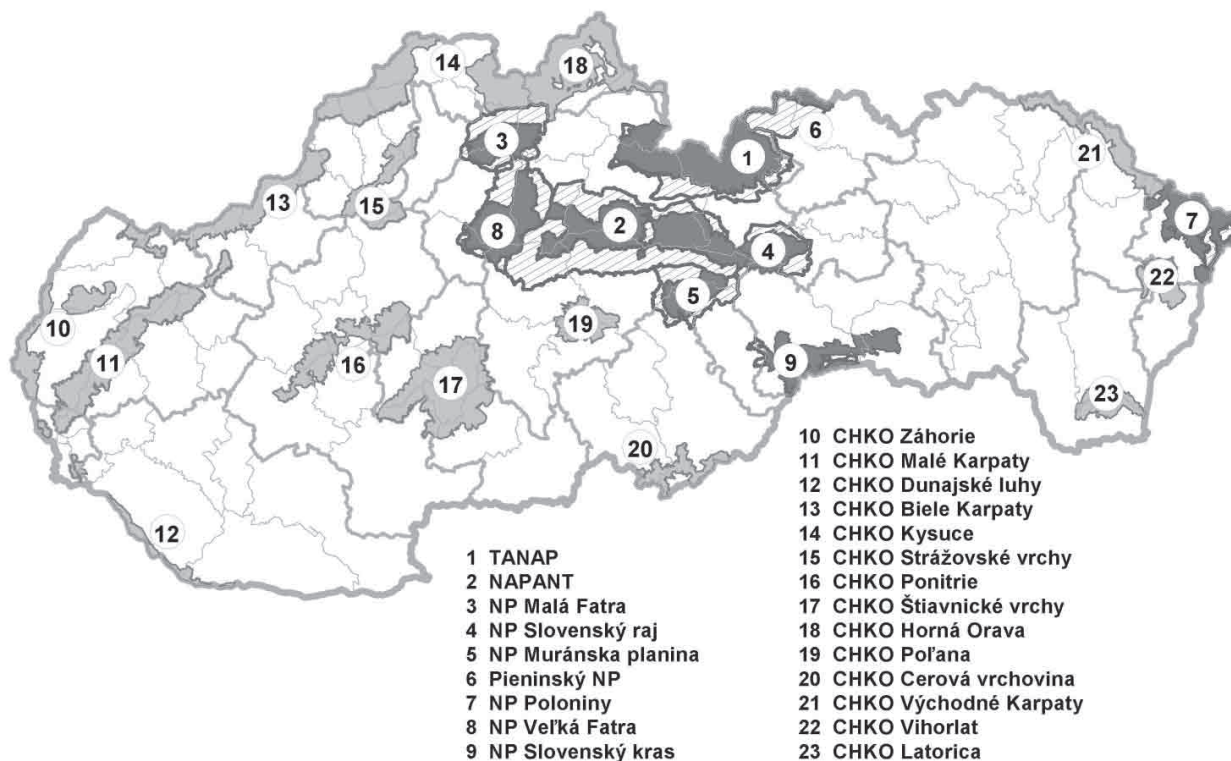 14
18
3
1
6
21
13
15
8
2
4
7
22
5
10
19
11
16
17
9
23
20
12
1 TANAP
2 NAPANT
3 NP Malá Fatra
4 NP Slovenský raj
5 NP Muránska planina
6 Pieninský NP
7 NP Poloniny
8 NP Veľká Fatra
9 NP Slovenský kras
10 CHKO Záhorie
11 CHKO Malé Karpaty
12 CHKO Dunajské luhy
13 CHKO Biele Karpaty
14 CHKO Kysuce
15 CHKO Strážovské vrchy
16 CHKO Ponitrie
17 CHKO Štiavnické vrchy
18 CHKO Horná Orava
19 CHKO Poľana
20 CHKO Cerová vrchovina
21 CHKO Východné Karpaty
22 CHKO Vihorlat
23 CHKO Latorica